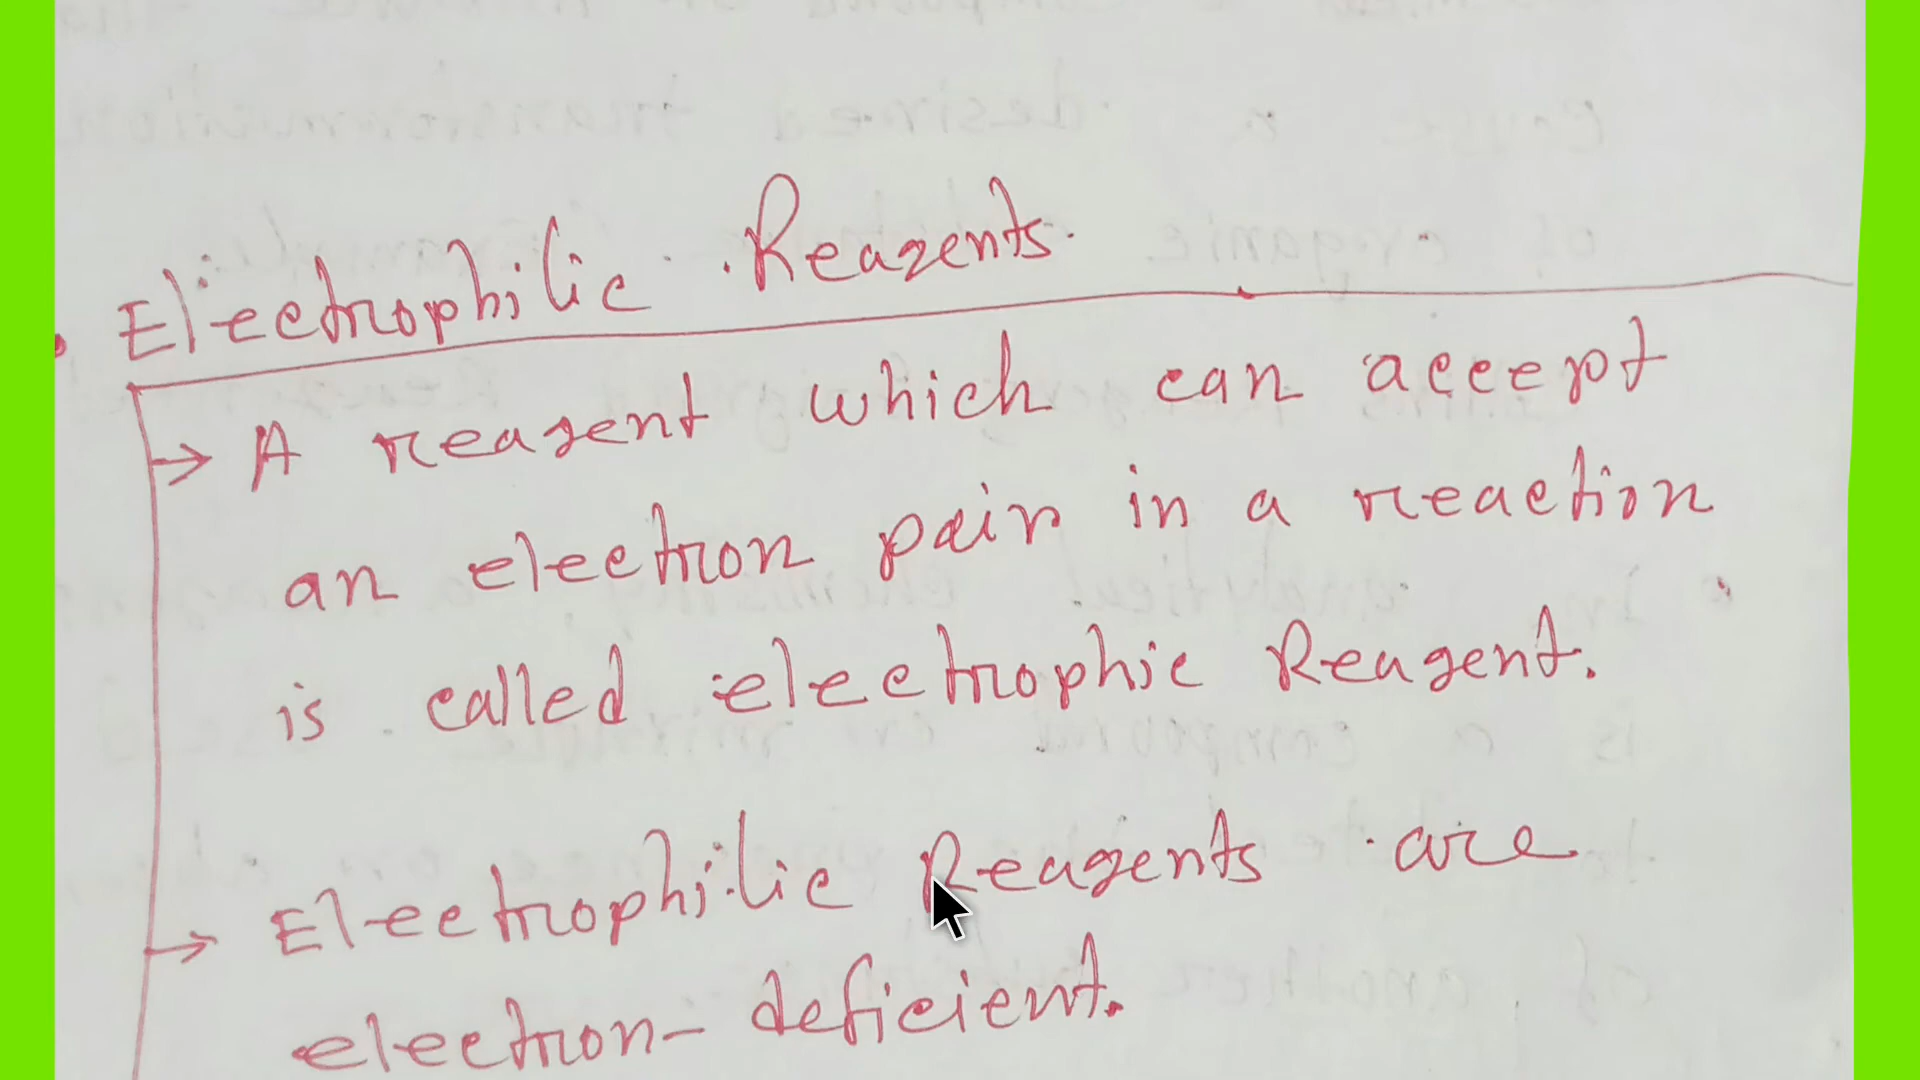 Electrophilic Reagents
→ A reagent which can accept
an electron pair in a reaction
is called electrophic Reagent.
→ Electrophilic Reagents are
electron-deficient.